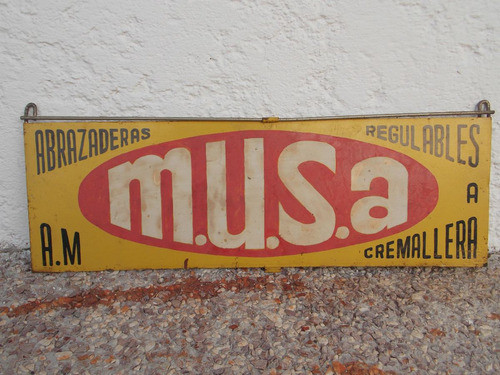 ABRAZADERAS REGULABLES
m.u.s.a
A
A.M CREMALLERA